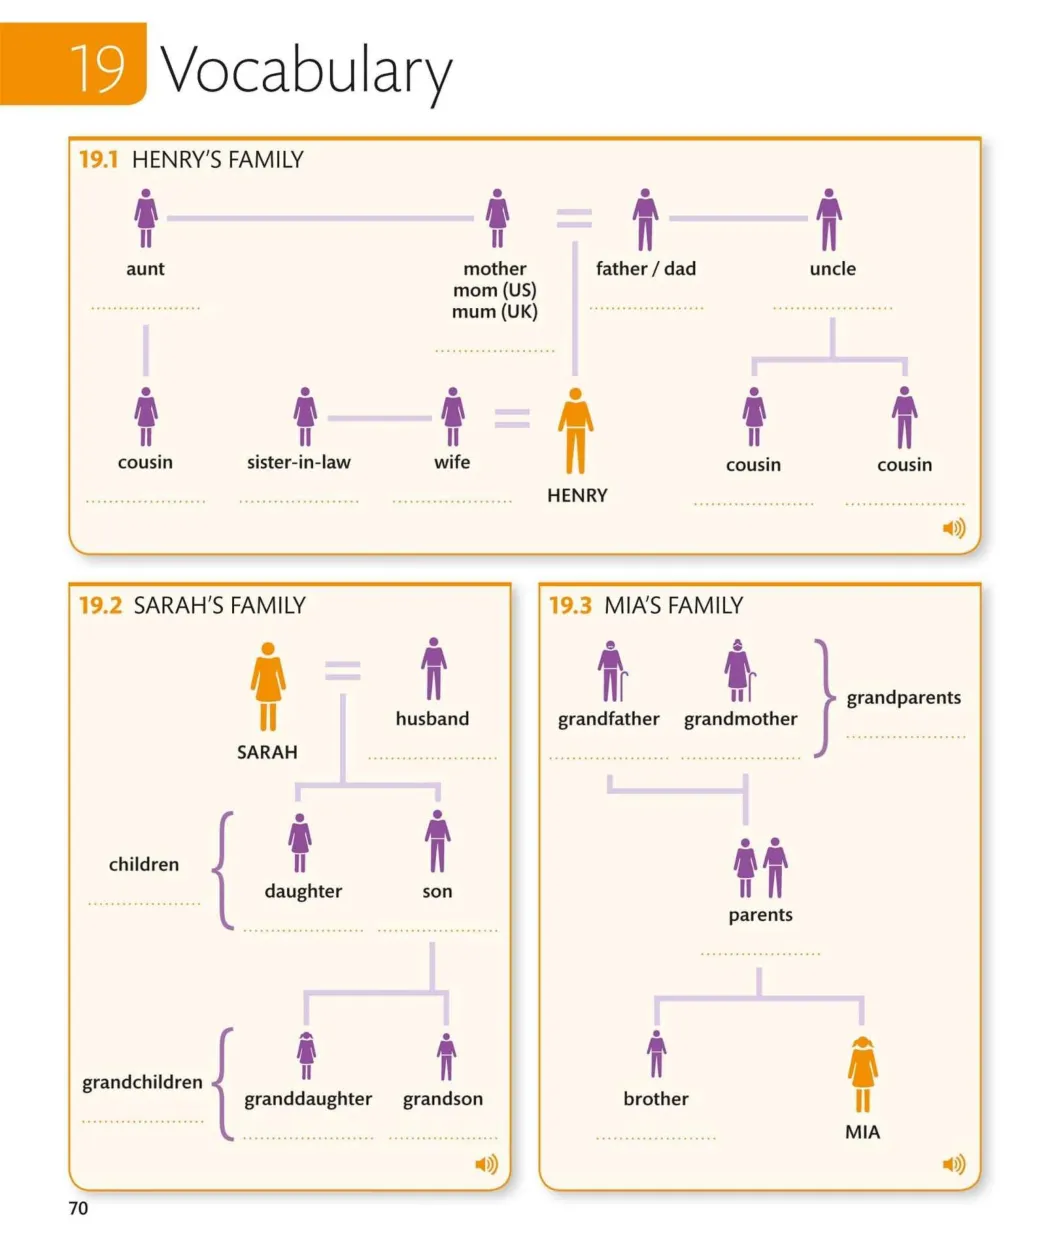 19 Vocabulary
19.1 HENRY'S FAMILY
aunt
mother
mom (US)
mum (UK)
father / dad
uncle
cousin
sister-in-law
wife
HENRY
cousin
cousin
19.2 SARAH'S FAMILY
SARAH
husband
children
daughter
son
grandchildren
granddaughter
grandson
19.3 MIA'S FAMILY
grandfather
grandmother
grandparents
parents
brother
MIA
70